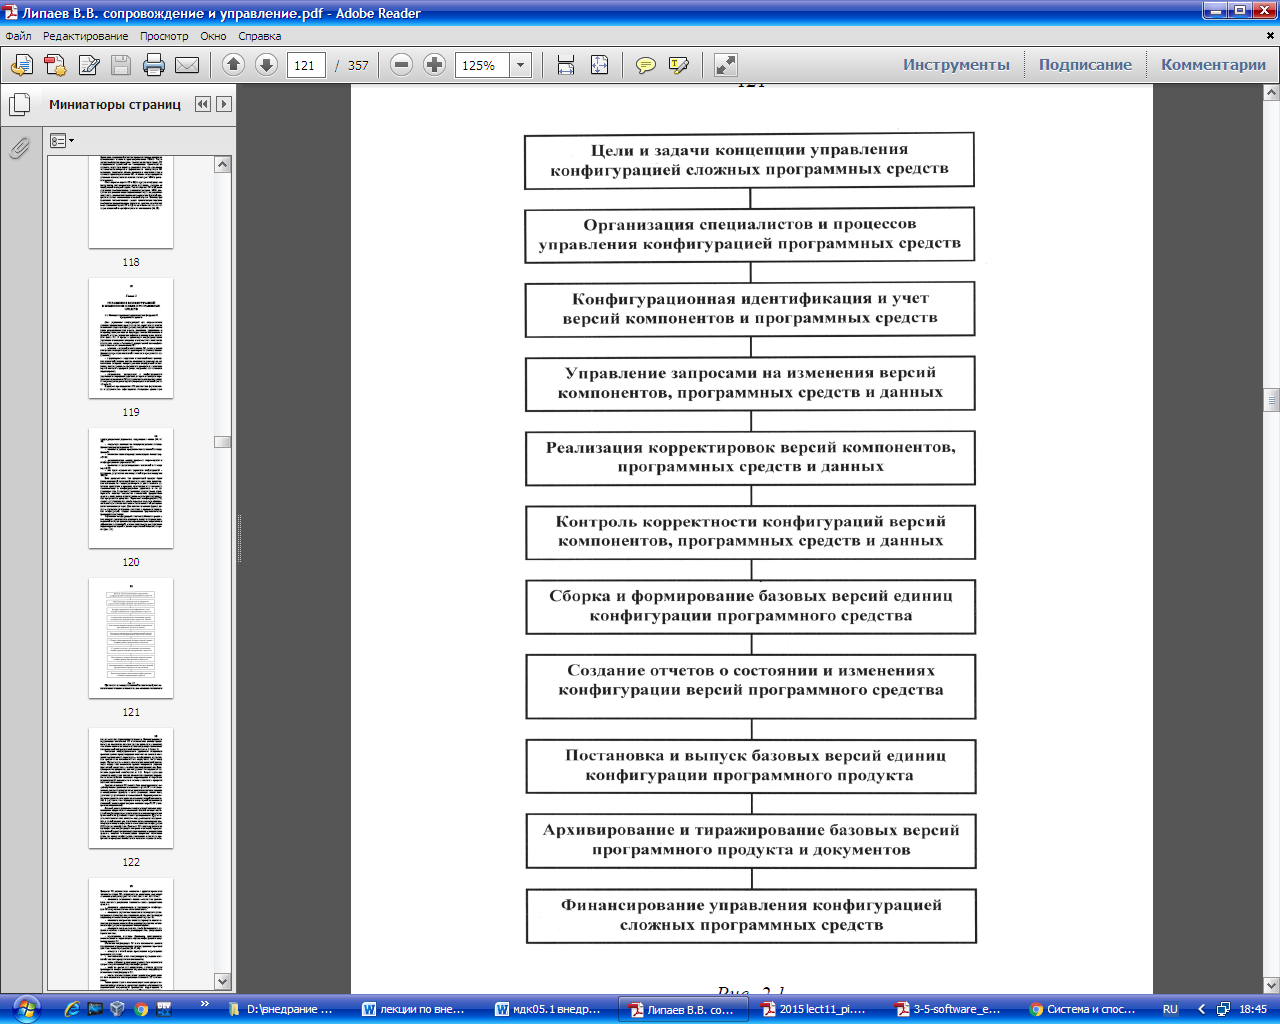 Липаев В.В. сопровождение и управление.pdf - Adobe Reader
Файл Редактирование Просмотр Окно Справка
121 / 357 125% Инструменты Подписание Комментарии
Миниатюры страниц
118
119
120
121
122
Цели и задачи концепции управления
конфигурацией сложных программных средств
Организация специалистов и процессов
управления конфигурацией программных средств
Конфигурационная идентификация и учет
версий компонентов и программных средств
Управление запросами на изменения версий
компонентов, программных средств и данных
Реализация корректировок версий компонентов,
программных средств и данных
Контроль корректности конфигураций версий
компонентов, программных средств и данных
Сборка и формирование базовых версий единиц
конфигурации программного средства
Создание отчетов о состоянии и изменениях
конфигурации версий программного средства
Постановка и выпуск базовых версий единиц
конфигурации программного продукта
Архивирование и тиражирование базовых версий
программного продукта и документов
Финансирование управления конфигурацией
сложных программных средств
D:\внедрание ... лекции по вне... мдк05.1 внедр... Липаев В.В. со... 2015 lect11_pi.... 3-5-software_e... Система и спос... RU 18:45